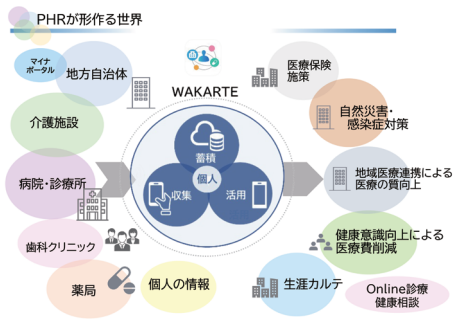 PHRが形作る世界
マイナ
ポータル
地方自治体
介護施設
病院・診療所
歯科クリニック
薬局
個人の情報
WAKARTE
蓄積
個人
収集
活用
医療保険
施策
自然災害・
感染症対策
地域医療連携による
医療の質向上
健康意識向上による
医療費削減
生涯カルテ
Online診療
健康相談